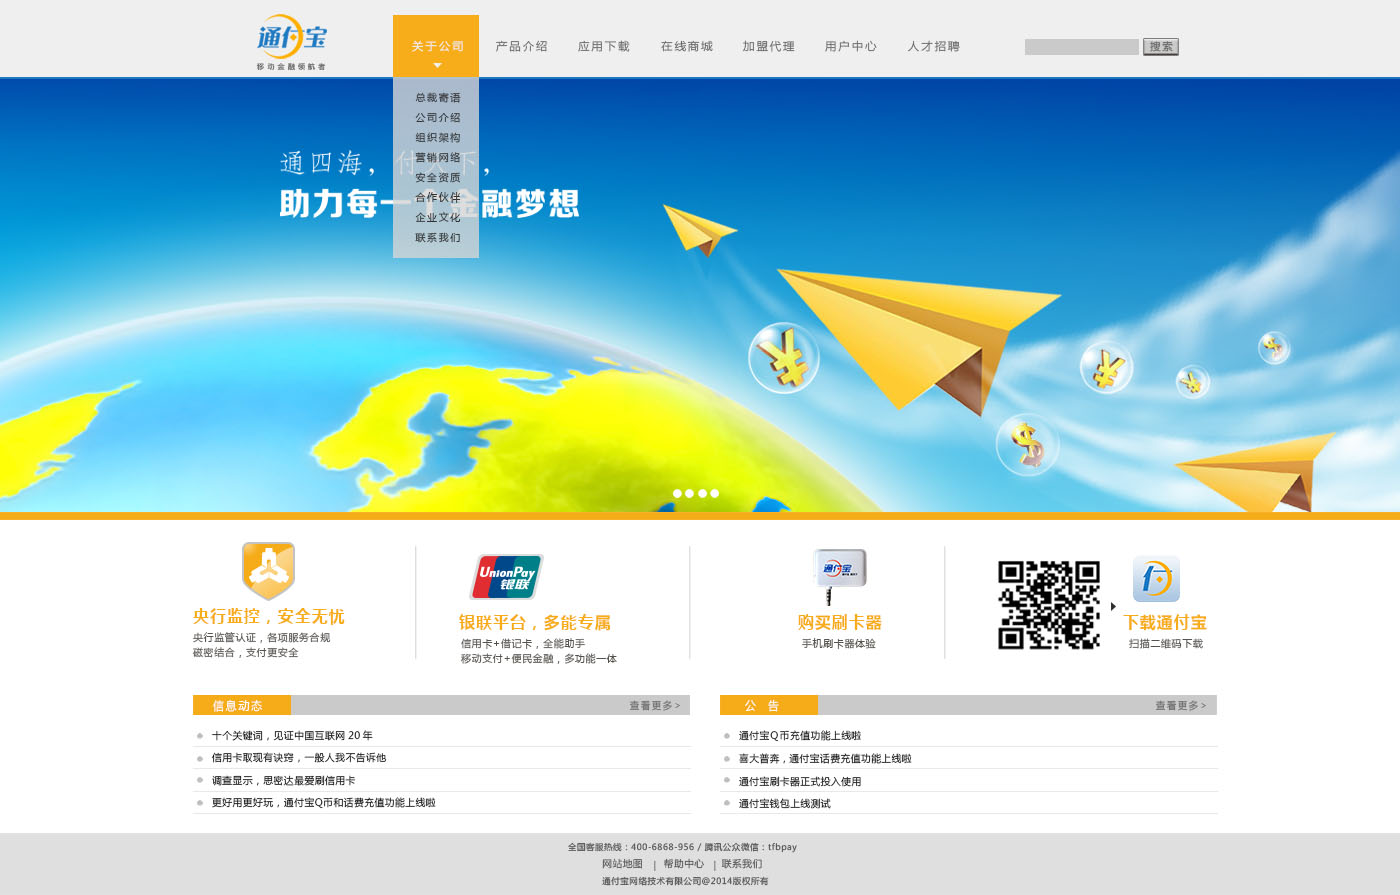 通付宝
移动金融领航者
关于公司 产品介绍 应用下载 在线商城 加盟代理 用户中心 人才招聘 搜索
总裁寄语
公司介绍
组织架构
营销网络
安全资质
合作伙伴
企业文化
联系我们
通四海，付天下，
助力每一个金融梦想
UnionPay
银联
通付宝
央行监控，安全无忧
央行监管认证，各项服务合规
磁密结合，支付更安全
银联平台，多能专属
信用卡+借记卡，全能助手
移动支付+便民金融，多功能一体
购买刷卡器
手机刷卡器体验
下载通付宝
扫描二维码下载
信息动态 查看更多>
十个关键词，见证中国互联网 20 年
信用卡取现有诀窍，一般人我不告诉他
调查显示，思密达最爱刷信用卡
更好用更好玩，通付宝Q币和话费充值功能上线啦
公 告 查看更多>
通付宝Q币充值功能上线啦
喜大普奔，通付宝话费充值功能上线啦
通付宝刷卡器正式投入使用
通付宝钱包上线测试
全国客服热线：400-6868-956 / 腾讯公众微信：tfbpay
网站地图 | 帮助中心 | 联系我们
通付宝网络技术有限公司@2014版权所有